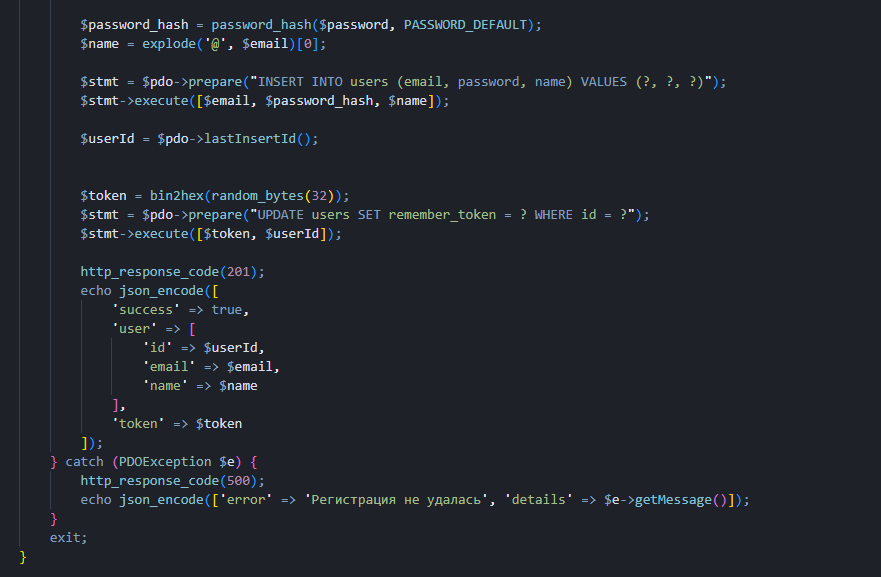 $password_hash = password_hash($password, PASSWORD_DEFAULT);
$name = explode('@', $email)[0];
$stmt = $pdo->prepare("INSERT INTO users (email, password, name) VALUES (?, ?, ?)");
$stmt->execute([$email, $password_hash, $name]);
$userId = $pdo->lastInsertId();
$token = bin2hex(random_bytes(32));
$stmt = $pdo->prepare("UPDATE users SET remember_token = ? WHERE id = ?");
$stmt->execute([$token, $userId]);
http_response_code(201);
echo json_encode([
'success' => true,
'user' => [
'id' => $userId,
'email' => $email,
'name' => $name
],
'token' => $token
]);
} catch (PDOException $e) {
http_response_code(500);
echo json_encode(['error' => 'Регистрация не удалась', 'details' => $e->getMessage()]);
}
exit;
}